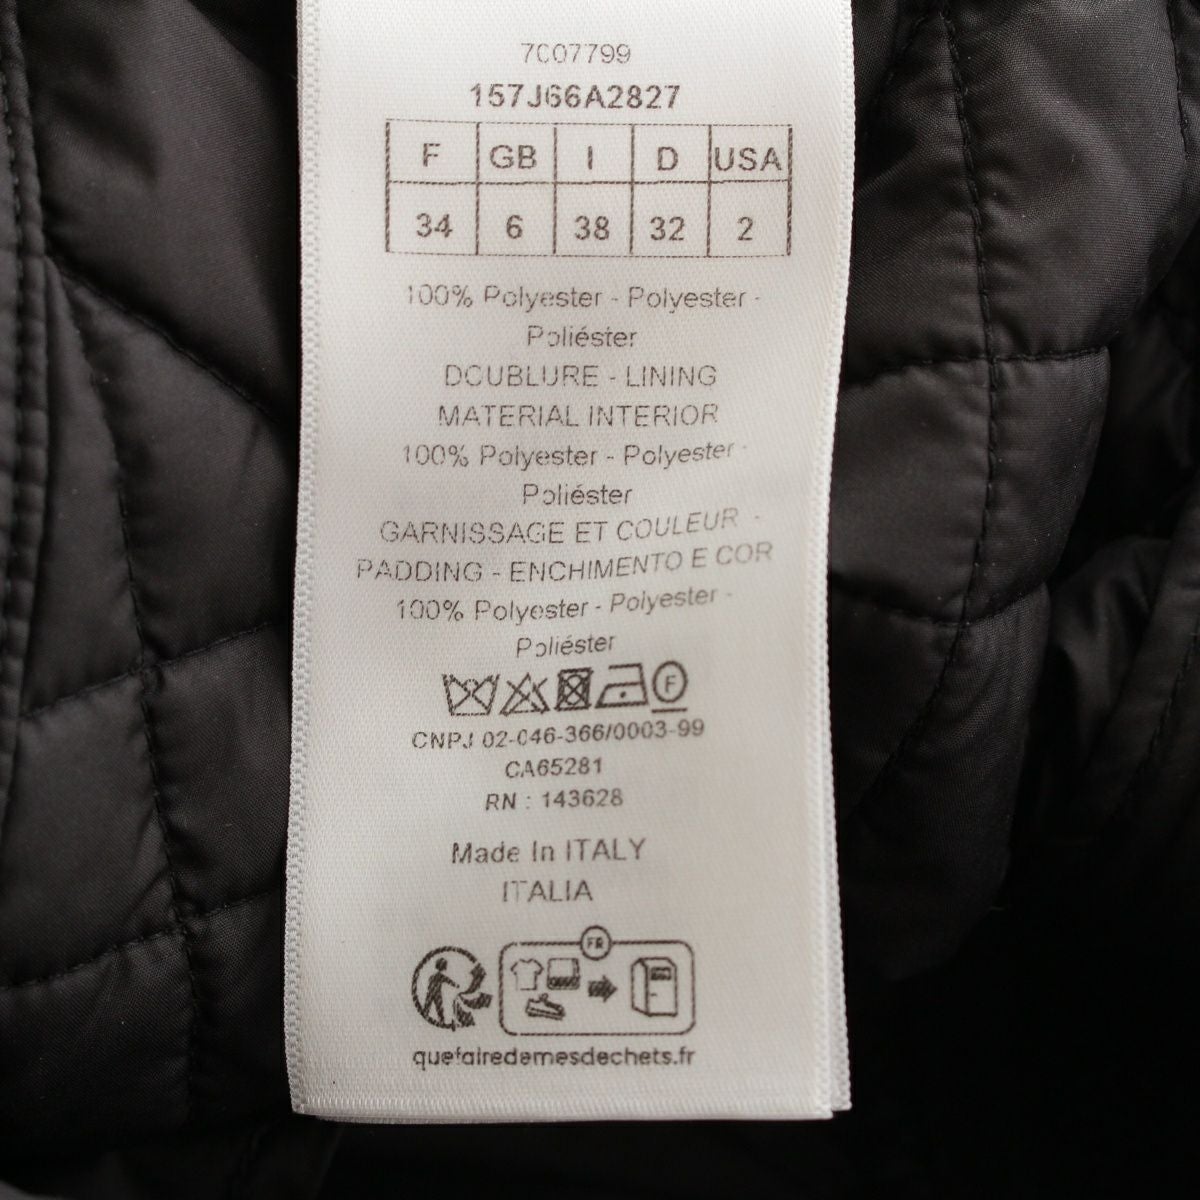 7C07799
157J66A2827
F GB I D USA
34 6 38 32 2
100% Polyester - Polyester -
Poliéster
DOUBLURE - LINING
MATERIAL INTERIOR
100% Polyester - Polyester -
Poliéster
GARNISSAGE ET COULEUR -
PADDING - ENCHIMENTO E COR
100% Polyester - Polyester -
Poliéster
F
CNPJ 02-046-366/0003-99
CA65281
RN : 143628
Made In ITALY
ITALIA
FR
quefairedemesdechets.fr